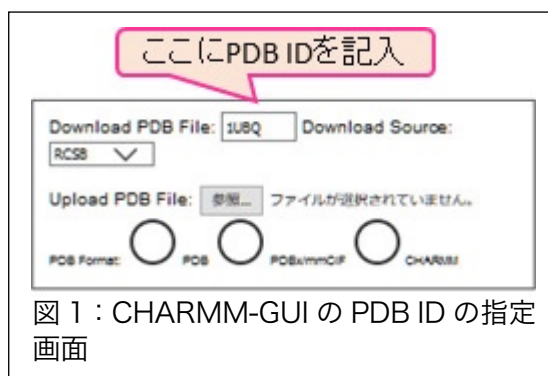 ここにPDB IDを記入
Download PDB File: 1U8Q Download Source:
RCSB
Upload PDB File: 参照... ファイルが選択されていません。
PDB Format: PDB PDBx/mmCIF CHARMM
図1:CHARMM-GUI の PDB ID の指定
画面